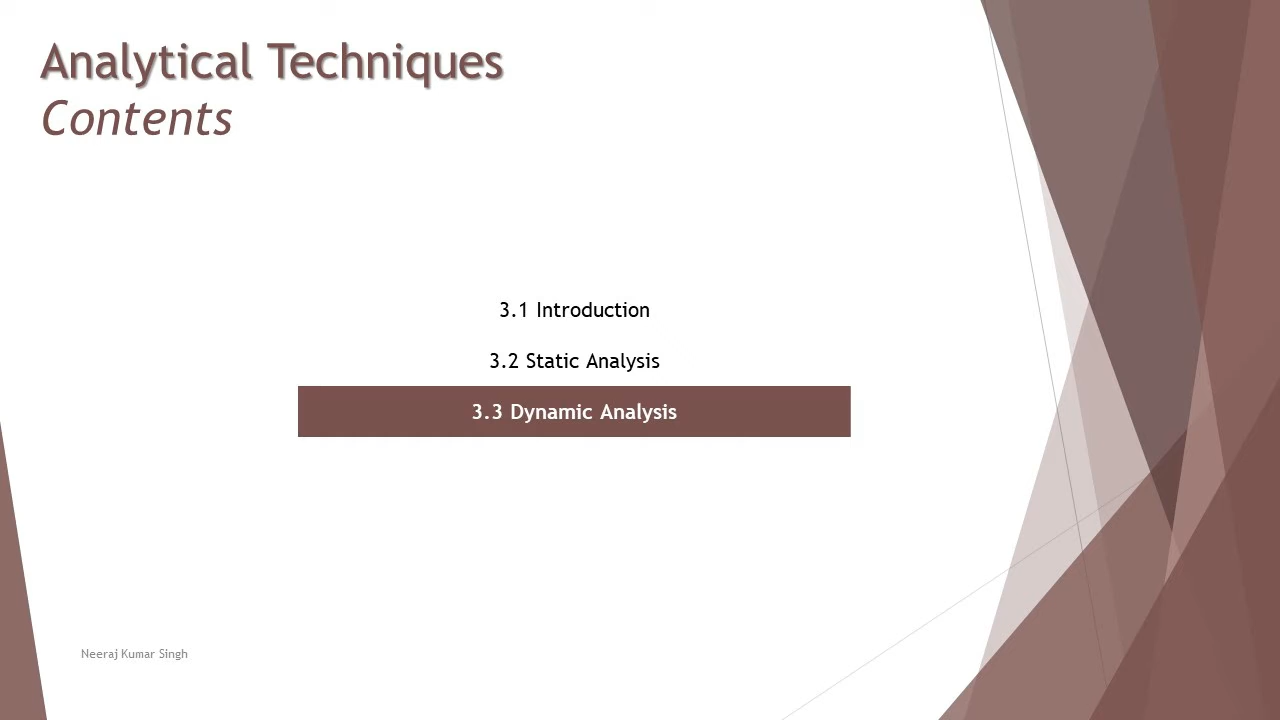 Analytical Techniques
Contents
3.1 Introduction
3.2 Static Analysis
3.3 Dynamic Analysis
Neeraj Kumar Singh